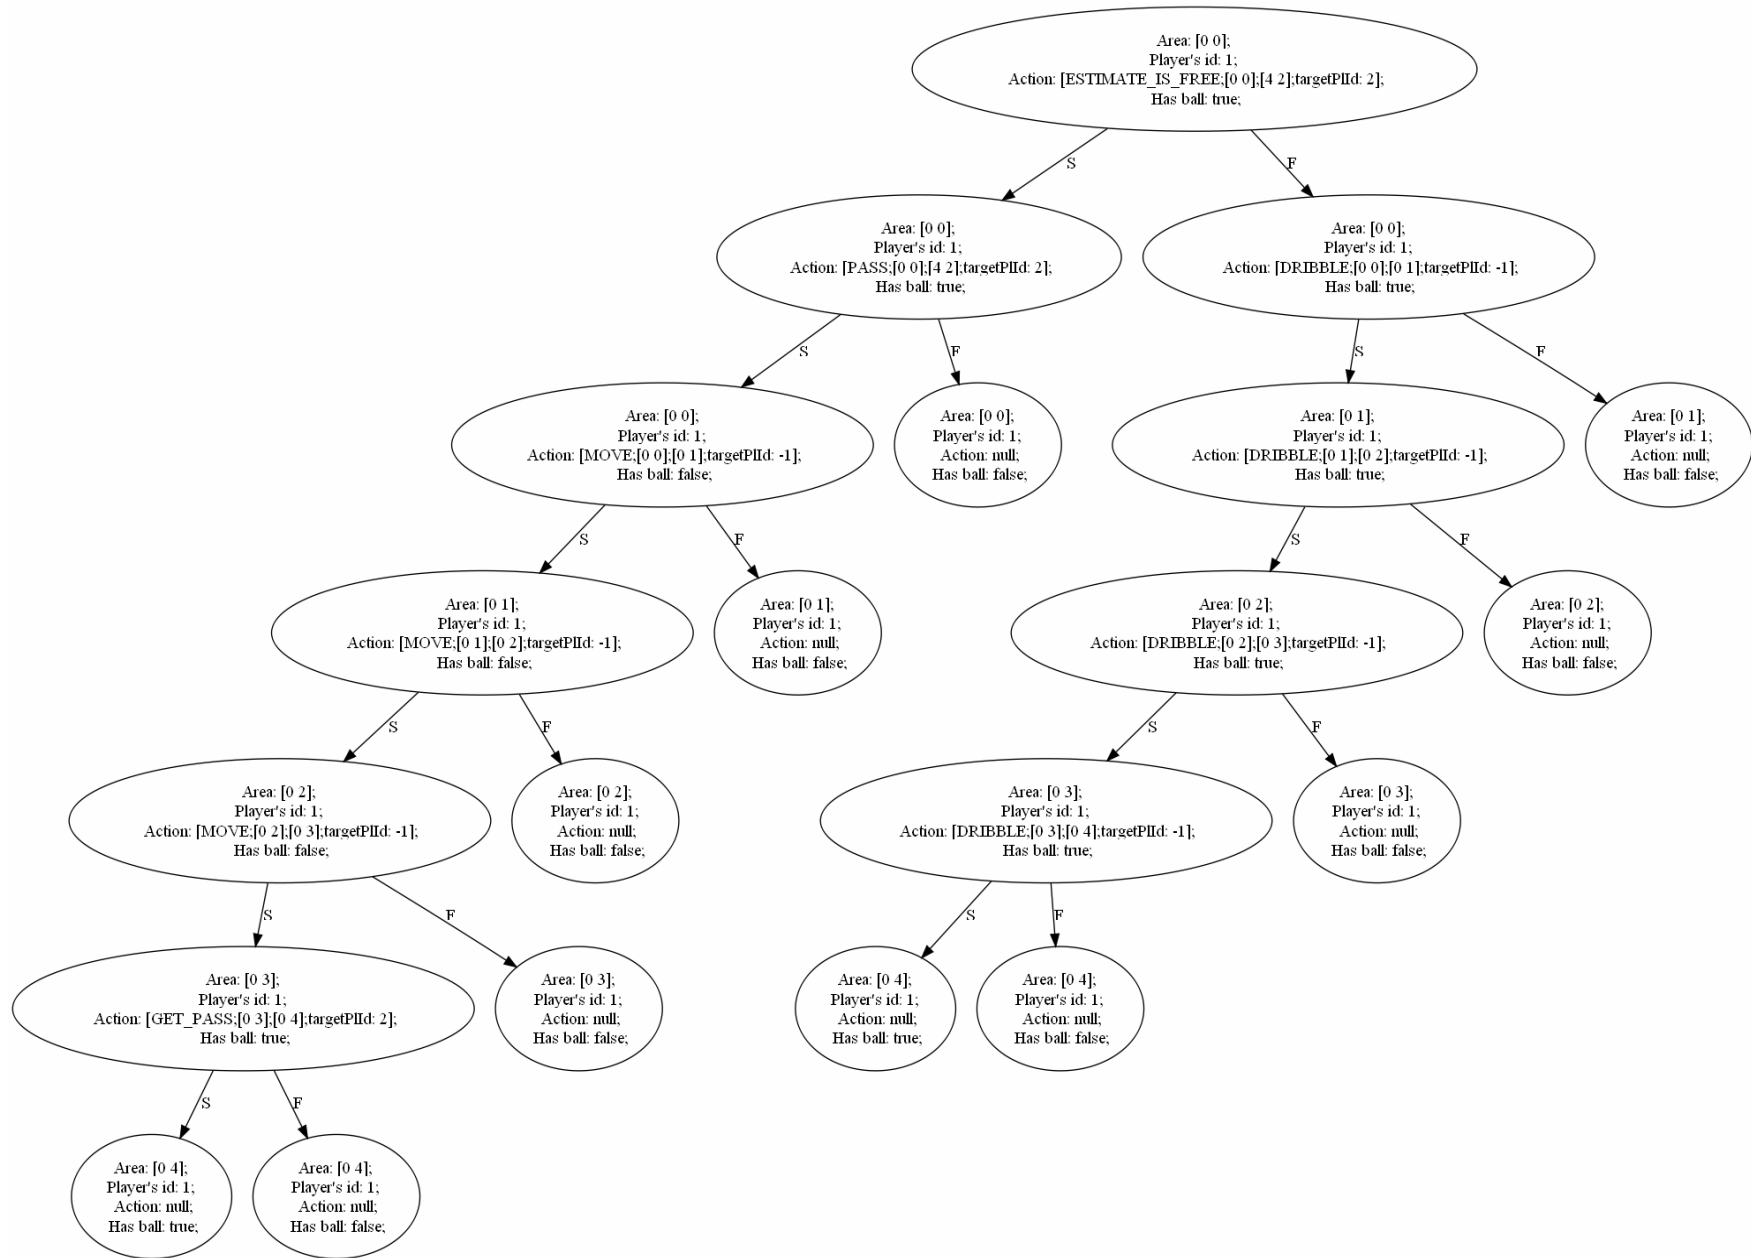 Area: [0 0];
Player's id: 1;
Action: [ESTIMATE_IS_FREE;[0 0];[4 2];targetPlId: 2];
Has ball: true;
S
F
Area: [0 0];
Player's id: 1;
Action: [PASS;[0 0];[4 2];targetPlId: 2];
Has ball: true;
Area: [0 0];
Player's id: 1;
Action: [DRIBBLE;[0 0];[0 1];targetPlId: -1];
Has ball: true;
S
F
S
F
Area: [0 0];
Player's id: 1;
Action: [MOVE;[0 0];[0 1];targetPlId: -1];
Has ball: false;
Area: [0 0];
Player's id: 1;
Action: null;
Has ball: false;
Area: [0 1];
Player's id: 1;
Action: [DRIBBLE;[0 1];[0 2];targetPlId: -1];
Has ball: true;
Area: [0 1];
Player's id: 1;
Action: null;
Has ball: false;
S
F
S
F
Area: [0 1];
Player's id: 1;
Action: [MOVE;[0 1];[0 2];targetPlId: -1];
Has ball: false;
Area: [0 1];
Player's id: 1;
Action: null;
Has ball: false;
Area: [0 2];
Player's id: 1;
Action: [DRIBBLE;[0 2];[0 3];targetPlId: -1];
Has ball: true;
Area: [0 2];
Player's id: 1;
Action: null;
Has ball: false;
S
F
S
F
Area: [0 2];
Player's id: 1;
Action: [MOVE;[0 2];[0 3];targetPlId: -1];
Has ball: false;
Area: [0 2];
Player's id: 1;
Action: null;
Has ball: false;
Area: [0 3];
Player's id: 1;
Action: [DRIBBLE;[0 3];[0 4];targetPlId: -1];
Has ball: true;
Area: [0 3];
Player's id: 1;
Action: null;
Has ball: false;
S
F
S
F
Area: [0 3];
Player's id: 1;
Action: [GET_PASS;[0 3];[0 4];targetPlId: 2];
Has ball: true;
Area: [0 3];
Player's id: 1;
Action: null;
Has ball: false;
Area: [0 4];
Player's id: 1;
Action: null;
Has ball: true;
Area: [0 4];
Player's id: 1;
Action: null;
Has ball: false;
S
F
Area: [0 4];
Player's id: 1;
Action: null;
Has ball: true;
Area: [0 4];
Player's id: 1;
Action: null;
Has ball: false;